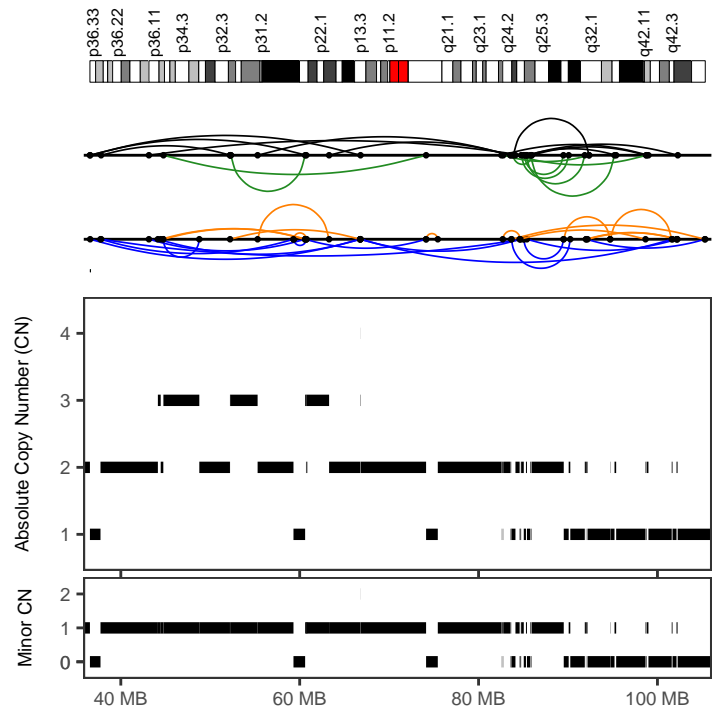 p36.33 p36.22 p36.11 p34.3 p32.3 p31.2 p22.1 p13.3 p11.2 q21.1 q23.1 q24.2 q25.3 q32.1 q42.11 q42.3
Absolute Copy Number (CN)
4
3
2
1
Minor CN
2
1
0
40 MB 60 MB 80 MB 100 MB